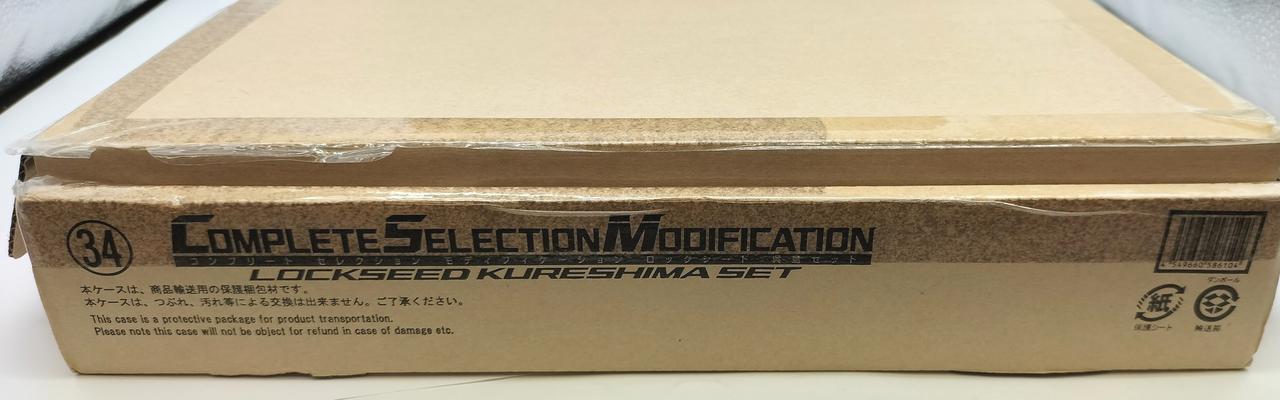 34
COMPLETE SELECTION MODIFICATION
コンプリート セレクション モディフィケーション ロックシード 呉島セット
LOCKSEED KURESHIMA SET
本ケースは、商品輸送用の保護梱包材です。
本ケースは、つぶれ、汚れ等による交換は出来ません。ご了承ください。
This case is a protective package for product transportation.
Please note this case will not be object for refund in case of damage etc.
4 549660 586104
ダンボール
紙
保護シート
輸送箱